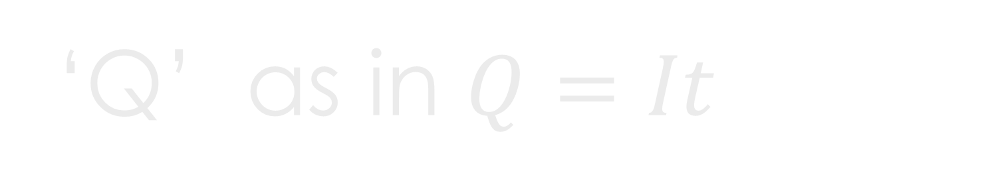 ‘Q’ as in Q = It